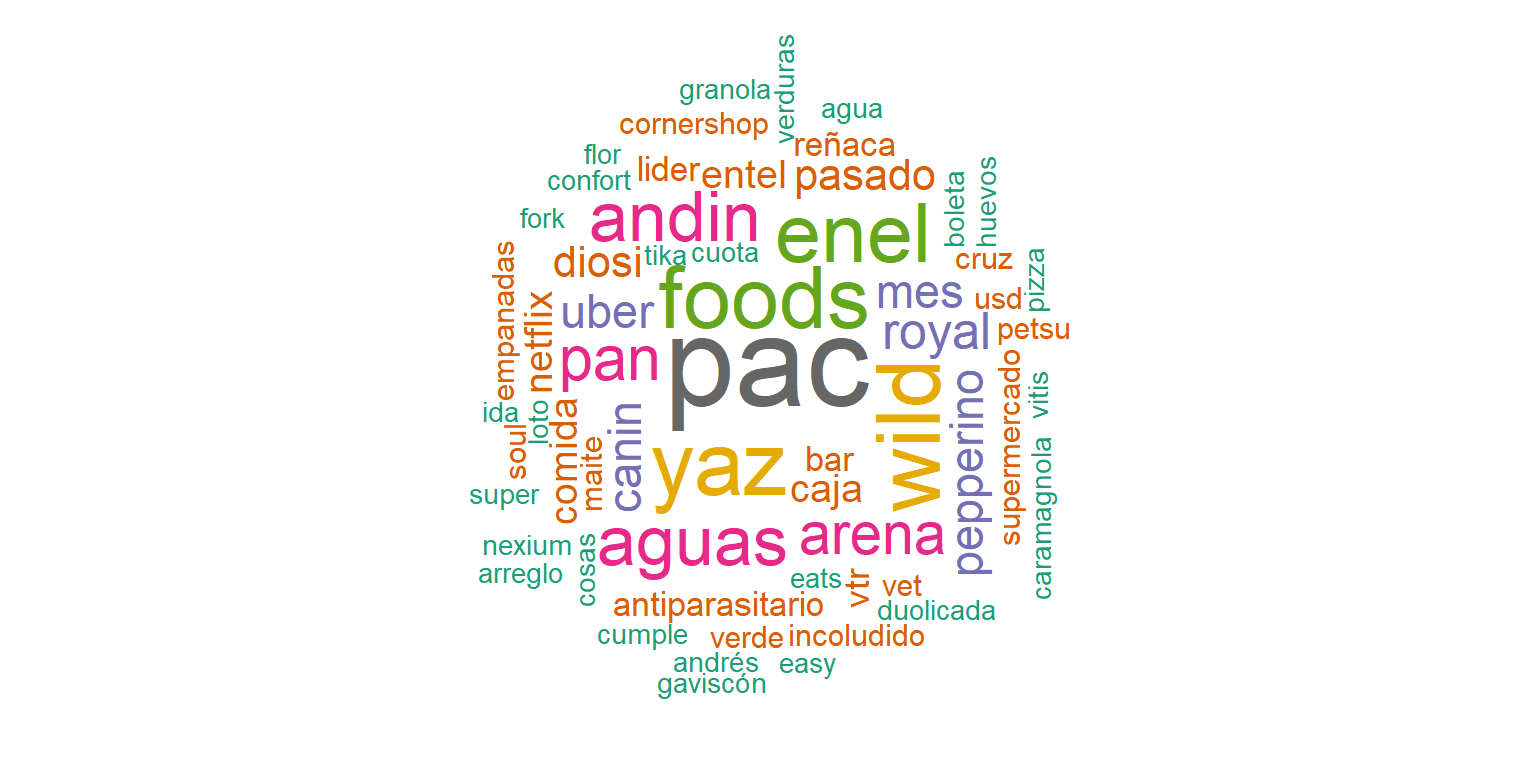 verduras
granola
agua
cornershop
reñaca
flor
lider
entel
pasado
confort
boleta
huevos
fork
andin
enel
diosi
tika
cuota
cruz
empanadas
netflix
uber
foods
mes
usd
pizza
royal
petsu
pan
pac
wild
pepperino
supermercado
vitis
ida
loto
soul
comida
maite
canin
yaz
bar
caja
caramagnola
super
nexium
arreglo
cosas
aguas
arena
eats
vtr
vet
antiparasitario
duolicada
cumple
verde
incoludido
andrés
easy
gaviscón